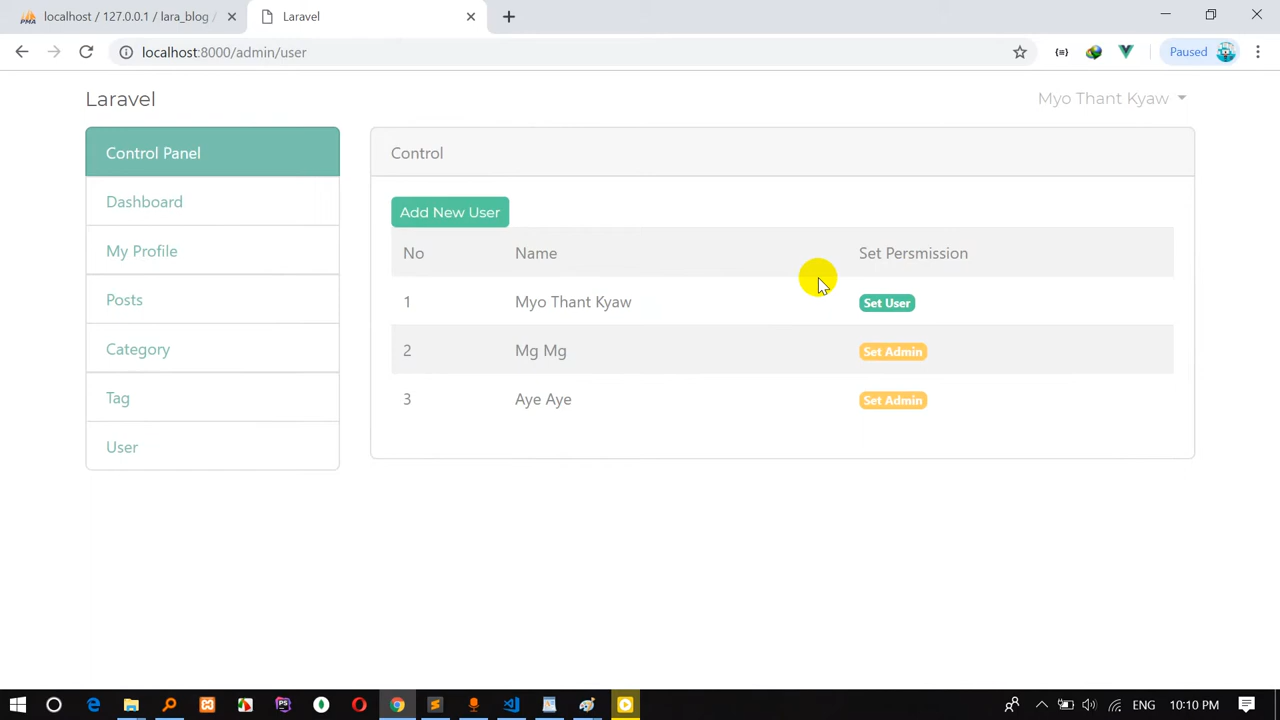 localhost / 127.0.0.1 / lara_blog /
Laravel
localhost:8000/admin/user
Paused
Laravel
Myo Thant Kyaw
Control Panel
Dashboard
My Profile
Posts
Category
Tag
User
Control
Add New User
No Name Set Persmission
1 Myo Thant Kyaw Set User
2 Mg Mg Set Admin
3 Aye Aye Set Admin
ENG 10:10 PM